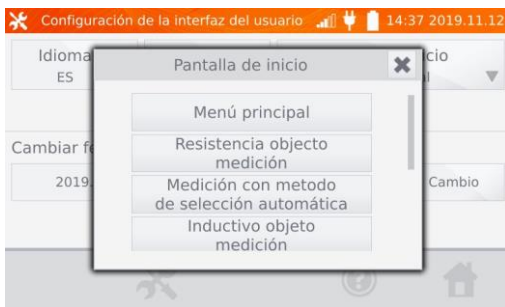 Configuración de la interfaz del usuario 14:37 2019.11.12
Idioma
ES
Pantalla de inicio
Menú principal
Resistencia objecto
medición
Medición con metodo
de selección automática
Inductivo objeto
medición
Cambiar
2019.
Cambio